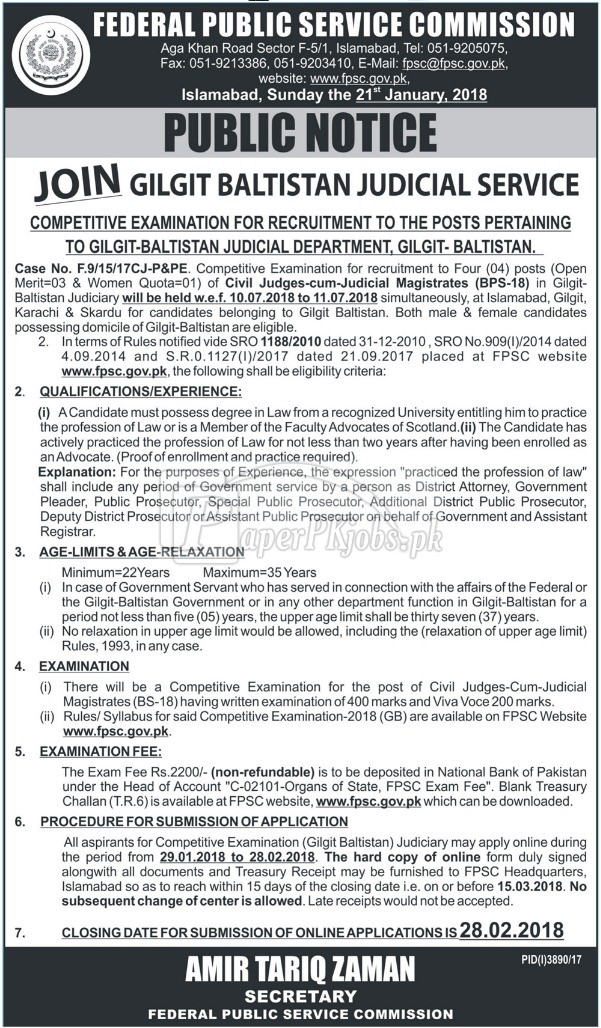 FEDERAL PUBLIC SERVICE COMMISSION
Aga Khan Road Sector F-5/1, Islamabad, Tel: 051-9205075,
Fax: 051-9213386, 051-9203410, E-Mail: fpsc@fpsc.gov.pk,
website: www.fpsc.gov.pk,
Islamabad, Sunday the 21st January, 2018
PUBLIC NOTICE
JOIN GILGIT BALTISTAN JUDICIAL SERVICE
COMPETITIVE EXAMINATION FOR RECRUITMENT TO THE POSTS PERTAINING
TO GILGIT-BALTISTAN JUDICIAL DEPARTMENT, GILGIT- BALTISTAN.
Case No. F.9/15/17CJ-P&PE. Competitive Examination for recruitment to Four (04) posts (Open
Merit=03 & Women Quota=01) of Civil Judges-cum-Judicial Magistrates (BPS-18) in Gilgit-
Baltistan Judiciary will be held w.e.f. 10.07.2018 to 11.07.2018 simultaneously, at Islamabad, Gilgit,
Karachi & Skardu for candidates belonging to Gilgit Baltistan. Both male & female candidates
possessing domicile of Gilgit-Baltistan are eligible.
2. In terms of Rules notified vide SRO 1188/2010 dated 31-12-2010 , SRO No.909(I)/2014 dated
4.09.2014 and S.R.0.1127(I)/2017 dated 21.09.2017 placed at FPSC website
www.fpsc.gov.pk, the following shall be eligibility criteria:
2. QUALIFICATIONS/EXPERIENCE:
(i) A Candidate must possess degree in Law from a recognized University entitling him to practice
the profession of Law or is a Member of the Faculty Advocates of Scotland.(ii) The Candidate has
actively practiced the profession of Law for not less than two years after having been enrolled as
an Advocate. (Proof of enrollment and practice required).
Explanation: For the purposes of Experience, the expression "practiced the profession of law"
shall include any period of Government service by a person as District Attorney, Government
Pleader, Public Prosecutor, Special Public Prosecutor, Additional District Public Prosecutor,
Deputy District Prosecutor or Assistant Public Prosecutor on behalf of Government and Assistant
Registrar.
PaperPKjobs.pk
3. AGE-LIMITS & AGE-RELAXATION
Minimum=22Years Maximum=35 Years
(i) In case of Government Servant who has served in connection with the affairs of the Federal or
the Gilgit-Baltistan Government or in any other department function in Gilgit-Baltistan for a
period not less than five (05) years, the upper age limit shall be thirty seven (37) years.
(ii) No relaxation in upper age limit would be allowed, including the (relaxation of upper age limit)
Rules, 1993, in any case.
4. EXAMINATION
(i) There will be a Competitive Examination for the post of Civil Judges-Cum-Judicial
Magistrates (BS-18) having written examination of 400 marks and Viva Voce 200 marks.
(ii) Rules/ Syllabus for said Competitive Examination-2018 (GB) are available on FPSC Website
www.fpsc.gov.pk.
5. EXAMINATION FEE:
The Exam Fee Rs.2200/- (non-refundable) is to be deposited in National Bank of Pakistan
under the Head of Account "C-02101-Organs of State, FPSC Exam Fee". Blank Treasury
Challan (T.R.6) is available at FPSC website, www.fpsc.gov.pk which can be downloaded.
6. PROCEDURE FOR SUBMISSION OF APPLICATION
All aspirants for Competitive Examination (Gilgit Baltistan) Judiciary may apply online during
the period from 29.01.2018 to 28.02.2018. The hard copy of online form duly signed
alongwith all documents and Treasury Receipt may be furnished to FPSC Headquarters,
Islamabad so as to reach within 15 days of the closing date i.e. on or before 15.03.2018. No
subsequent change of center is allowed. Late receipts would not be accepted.
7. CLOSING DATE FOR SUBMISSION OF ONLINE APPLICATIONS IS 28.02.2018
PID(I)3890/17
AMIR TARIQ ZAMAN
SECRETARY
FEDERAL PUBLIC SERVICE COMMISSION